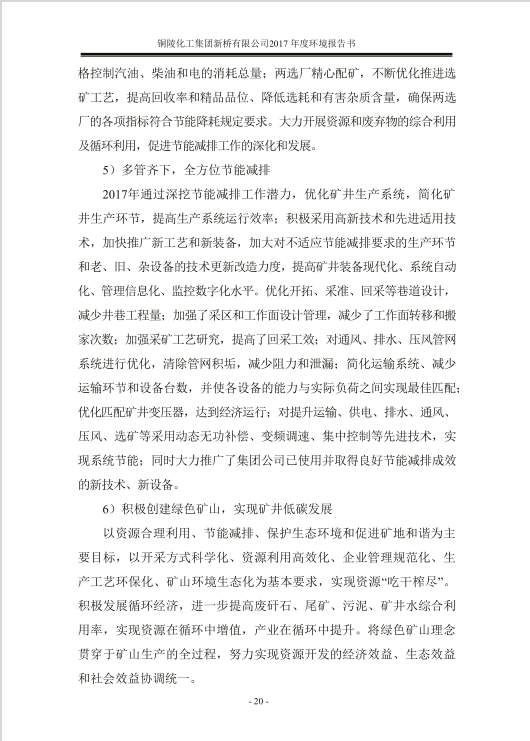 铜陵化工集团新桥有限公司2017 年度环境报告书
格控制汽油、柴油和电的消耗总量；两选厂精心配矿，不断优化推进选
矿工艺，提高回收率和精品品位、降低选耗和有害杂质含量，确保两选
厂的各项指标符合节能降耗规定要求。大力开展资源和废弃物的综合利用
及循环利用，促进节能减排工作的深化和发展。
5）多管齐下，全方位节能减排
2017年通过深挖节能减排工作潜力，优化矿井生产系统，简化矿
井生产环节，提高生产系统运行效率；积极采用高新技术和先进适用技
术，加快推广新工艺和新装备，加大对不适应节能减排要求的生产环节
和老、旧、杂设备的技术更新改造力度，提高矿井装备现代化、系统自动
化、管理信息化、监控数字化水平。优化开拓、采准、回采等巷道设计，
减少井巷工程量；加强了采区和工作面设计管理，减少了工作面转移和搬
家次数；加强采矿工艺研究，提高了回采工效；对通风、排水、压风管网
系统进行优化，清除管网积垢，减少阻力和泄漏；简化运输系统、减少
运输环节和设备台数，并使各设备的能力与实际负荷之间实现最佳匹配；
优化匹配矿井变压器，达到经济运行；对提升运输、供电、排水、通风、
压风、选矿等采用动态无功补偿、变频调速、集中控制等先进技术，实
现系统节能；同时大力推广了集团公司已使用并取得良好节能减排成效
的新技术、新设备。
6）积极创建绿色矿山，实现矿井低碳发展
以资源合理利用、节能减排、保护生态环境和促进矿地和谐为主
要目标，以开采方式科学化、资源利用高效化、企业管理规范化、生
产工艺环保化、矿山环境生态化为基本要求，实现资源“吃干榨尽”。
积极发展循环经济，进一步提高废矸石、尾矿、污泥、矿井水综合利
用率，实现资源在循环中增值，产业在循环中提升。将绿色矿山理念
贯穿于矿山生产的全过程，努力实现资源开发的经济效益、生态效益
和社会效益协调统一。
- 20 -